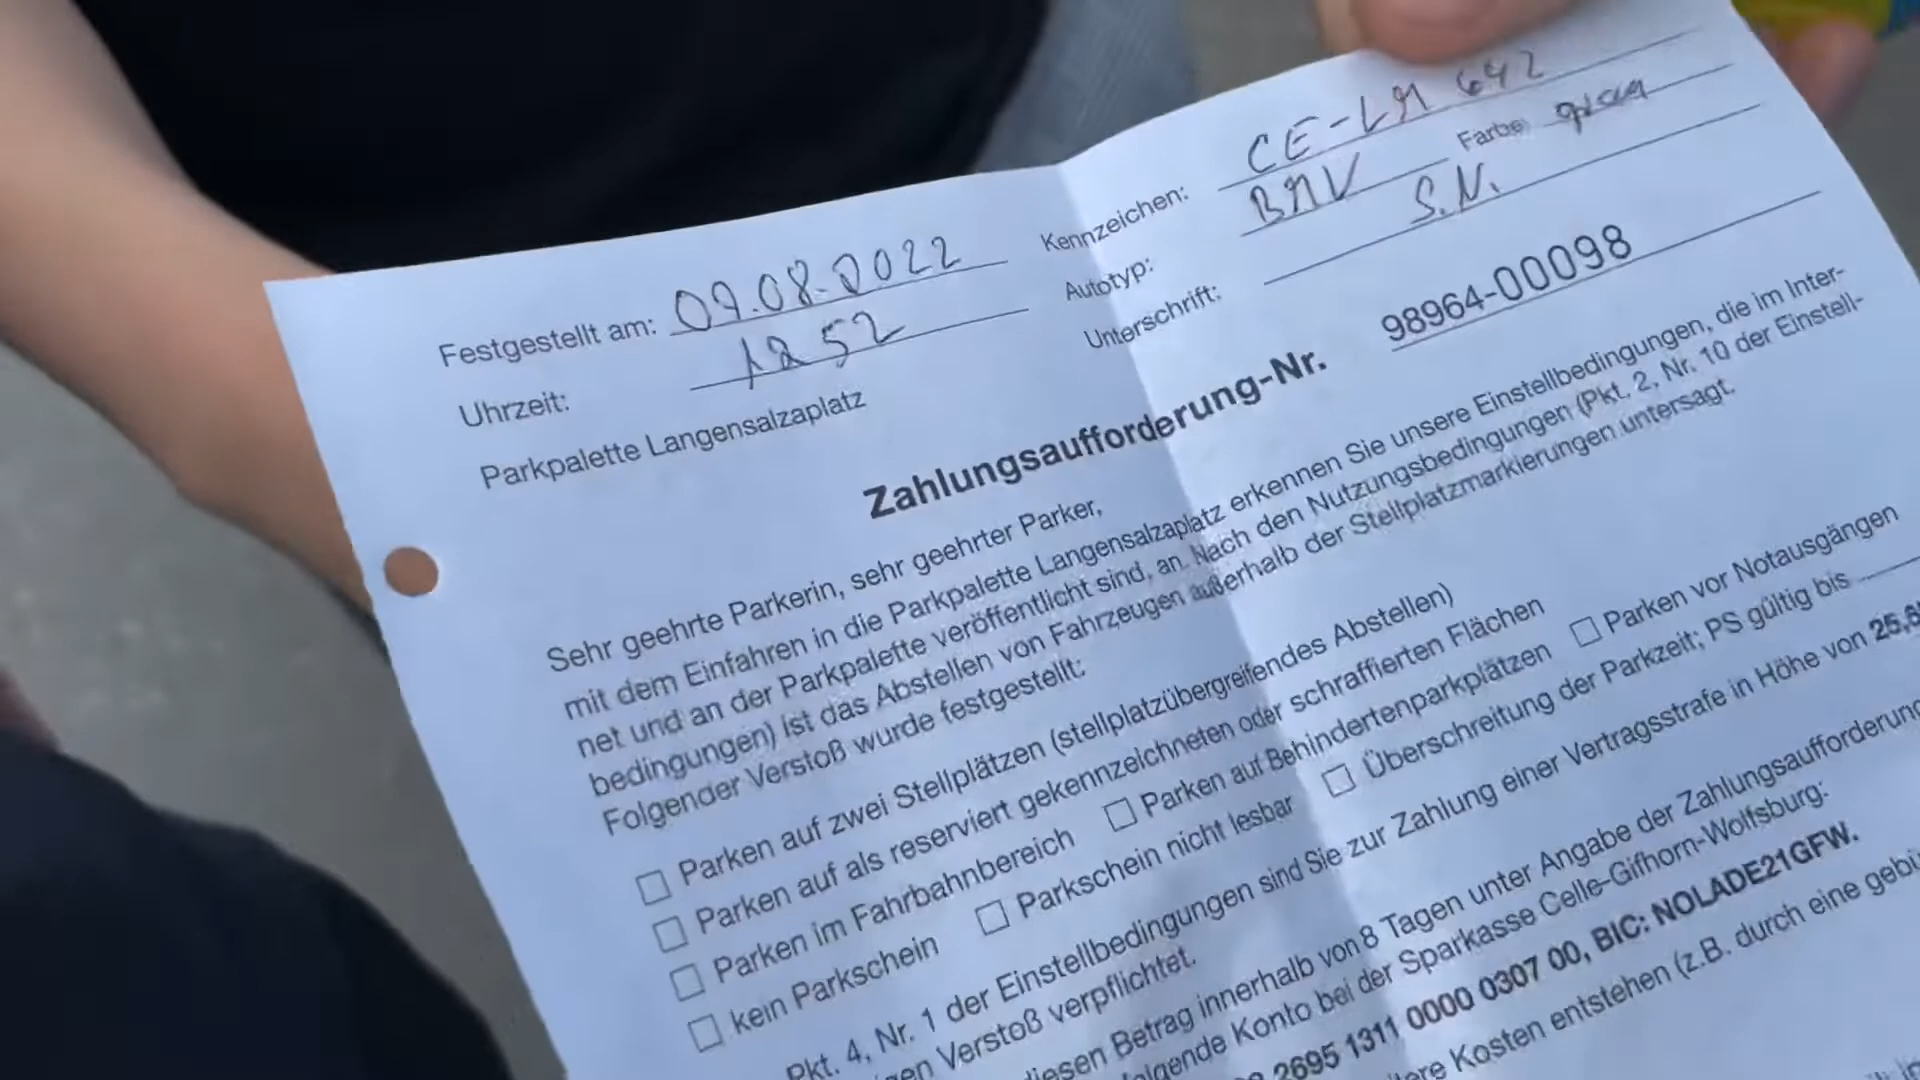 Festgestellt am: 09.08.2022
Uhrzeit: 1252
Parkpalette Langensalzaplatz
Kennzeichen: CE-LM 642
Autotyp: BMW Farbe:
Unterschrift: S.N.
Zahlungsaufforderung-Nr. 98964-00098
Sehr geehrte Parkerin, sehr geehrter Parker,
mit dem Einfahren in die Parkpalette Langensalzaplatz erkennen Sie unsere Einstellbedingungen, die im Inter-
net und an der Parkpalette veröffentlicht sind, an. Nach den Nutzungsbedingungen (Pkt. 2, Nr. 10 der Einstell-
bedingungen) ist das Abstellen von Fahrzeugen außerhalb der Stellplatzmarkierungen untersagt.
Folgender Verstoß wurde festgestellt:
☐ Parken auf zwei Stellplätzen (stellplatzübergreifendes Abstellen)
☐ Parken auf als reserviert gekennzeichneten oder schraffierten Flächen
☐ Parken im Fahrbahnbereich ☐ Parken auf Behindertenparkplätzen ☐ Parken vor Notausgängen
☐ kein Parkschein ☐ Parkschein nicht lesbar ☐ Überschreitung der Parkzeit; PS gültig bis
Pkt. 4, Nr. 1 der Einstellbedingungen sind Sie zur Zahlung einer Vertragsstrafe in Höhe von 25,6
en Verstoß verpflichtet.
diesen Betrag innerhalb von 8 Tagen unter Angabe der Zahlungsaufforderung
folgende Konto bei der Sparkasse Celle-Gifhorn-Wolfsburg:
2695 1311 0000 0307 00, BIC: NOLADE21GFW.
Kosten entstehen (z.B. durch eine